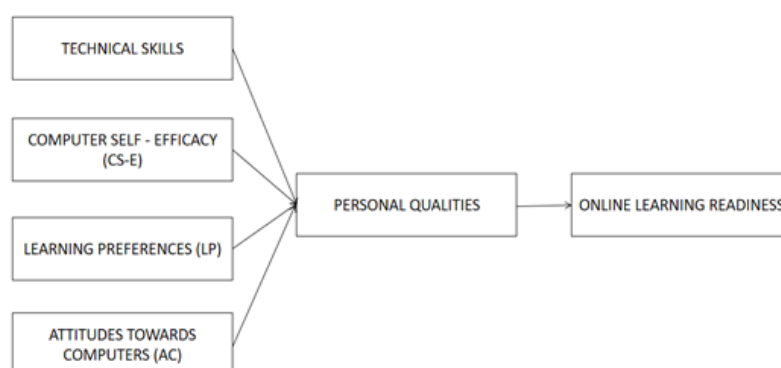 TECHNICAL SKILLS
COMPUTER SELF - EFFICACY
(CS-E)
LEARNING PREFERENCES (LP)
ATTITUDES TOWARDS
COMPUTERS (AC)
PERSONAL QUALITIES
ONLINE LEARNING READINESS